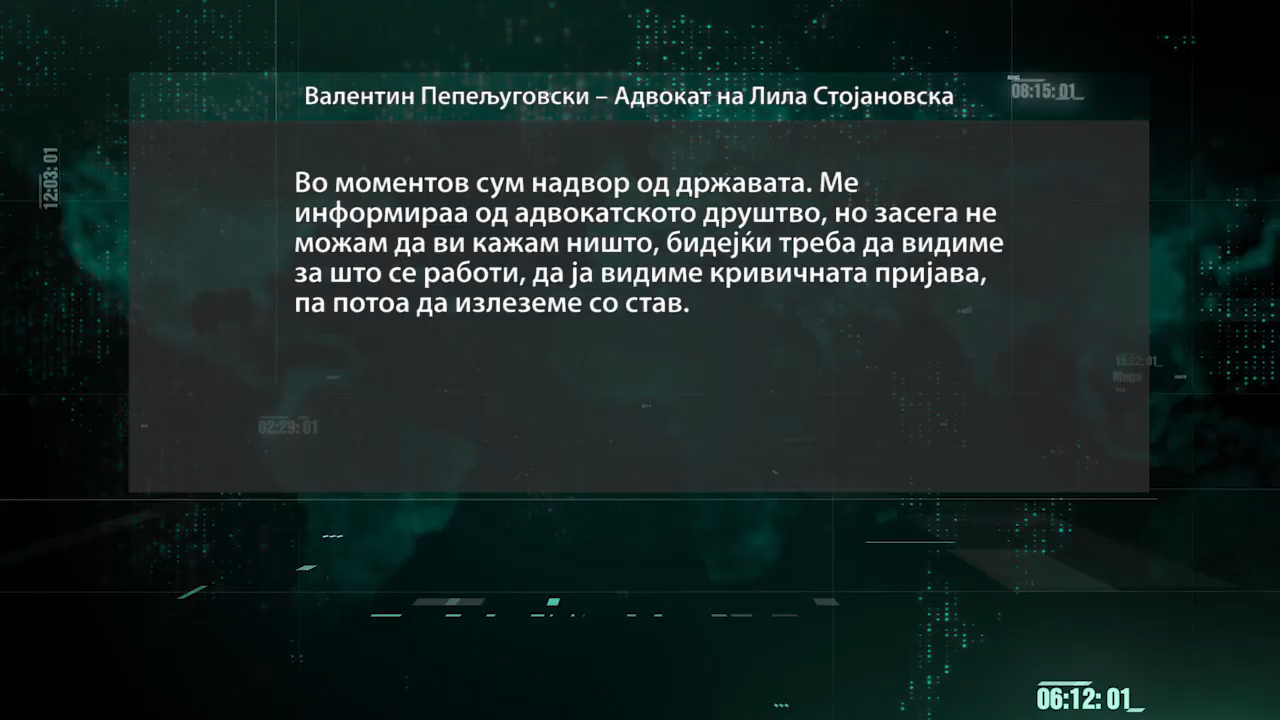 Валентин Пепељуговски – Адвокат на Лила Стојановска
08:15: 01_
12:03: 01
Во моментов сум надвор од државата. Ме
информираа од адвокатското друштво, но засега не
можам да ви кажам ништо, бидејќи треба да видиме
за што се работи, да ја видиме кривичната пријава,
па потоа да излеземе со став.
02:29: 01
06:12: 01_